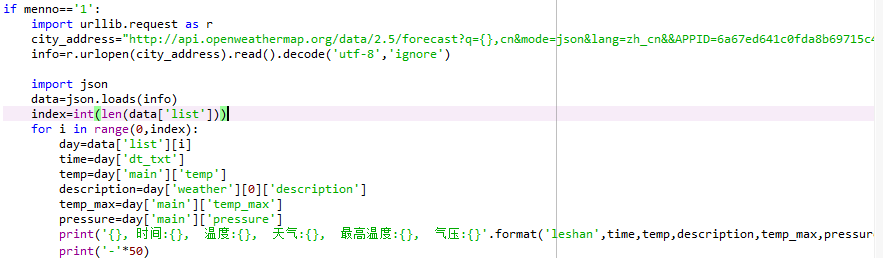 if menno=='1':
    import urllib.request as r
    city_address="http://api.openweathermap.org/data/2.5/forecast?q={},cn&mode=json&lang=zh_cn&&APPID=6a67ed641c0fda8b69715c4
    info=r.urlopen(city_address).read().decode('utf-8','ignore')
    import json
    data=json.loads(info)
    index=int(len(data['list']))
    for i in range(0,index):
        day=data['list'][i]
        time=day['dt_txt']
        temp=day['main']['temp']
        description=day['weather'][0]['description']
        temp_max=day['main']['temp_max']
        pressure=day['main']['pressure']
        print('{}, 时间:{},  温度:{},  天气:{},  最高温度:{},  气压:{}'.format('leshan',time,temp,description,temp_max,pressure
        print('-'*50)